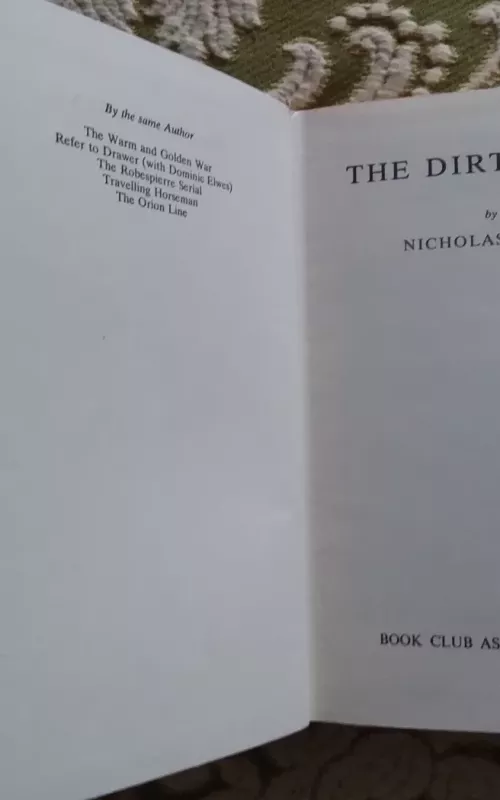 By the same Author
The Warm and Golden War
Refer to Drawer (with Dominic Elwes)
The Robespierre Serial
Travelling Horseman
The Orion Line
THE DIRT
by
NICHOLAS
BOOK CLUB AS